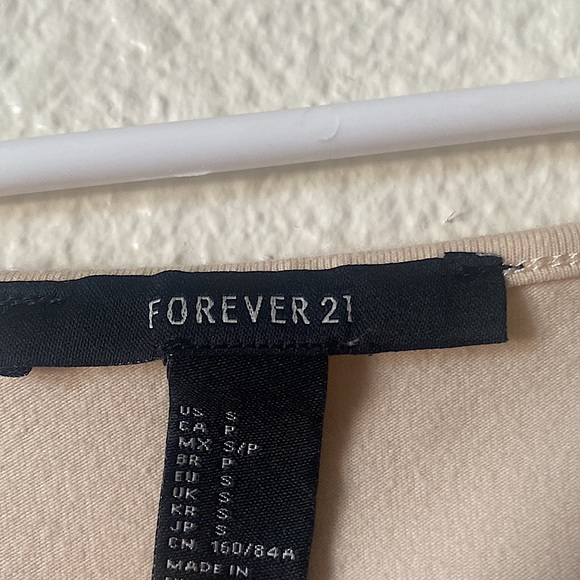 FOREVER 21
US S
CA P
MX S/P
BR P
EU S
UK S
KR S
JP S
CN 160/84A
MADE IN